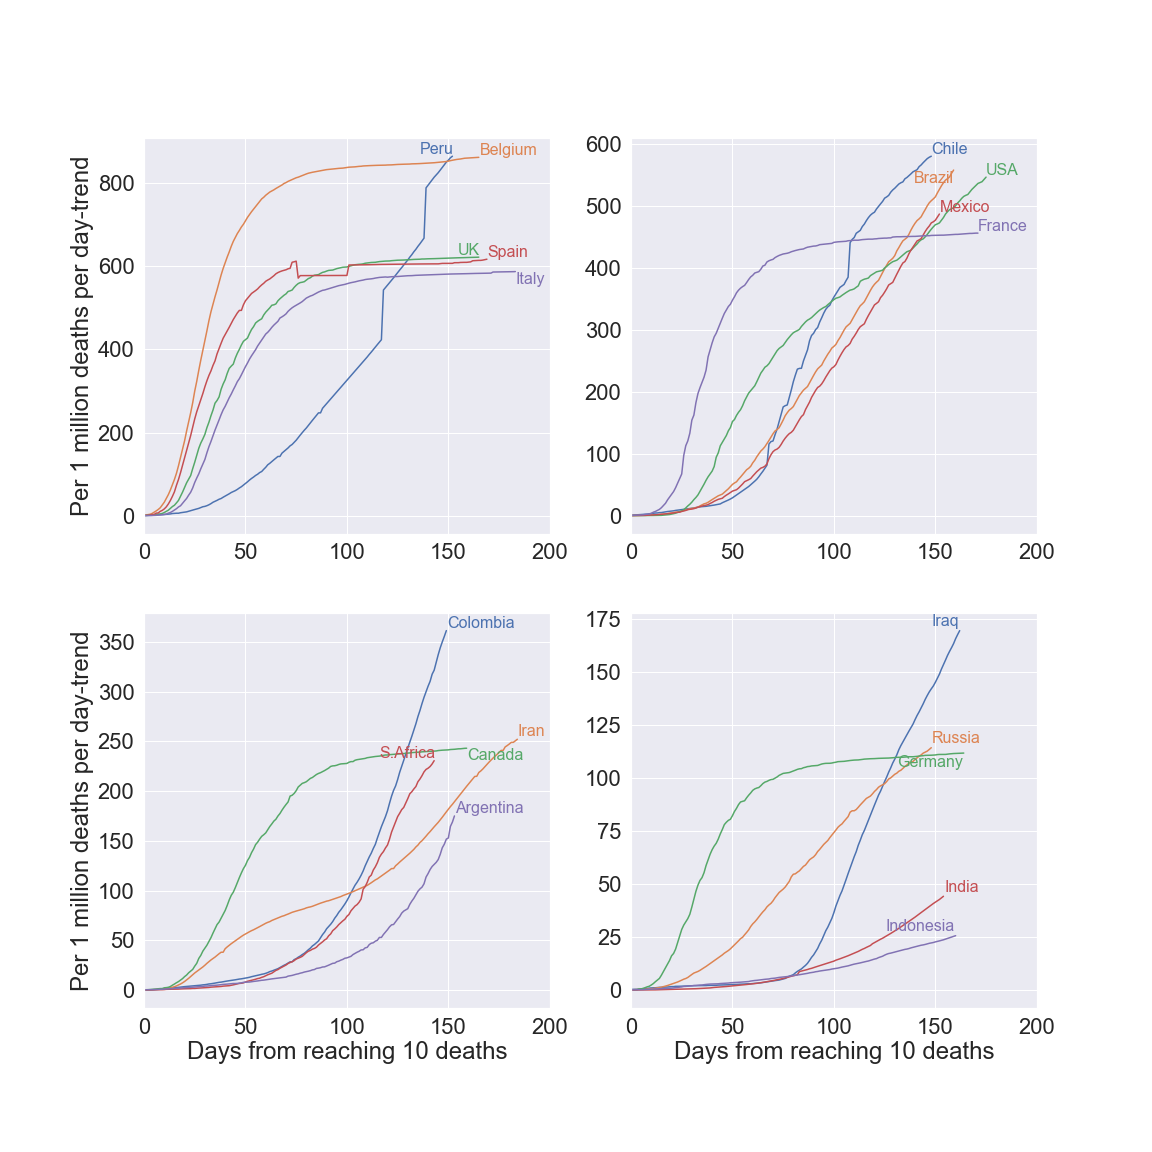 Per 1 million deaths per day-trend
800
600
400
200
0
0 50 100 150 200
Peru
Belgium
UK
Spain
Italy
600
500
400
300
200
100
0
0 50 100 150 200
Chile
USA
Brazil
Mexico
France
Per 1 million deaths per day-trend
350
300
250
200
150
100
50
0
0 50 100 150 200
Days from reaching 10 deaths
Colombia
Iran
S.Africa
Canada
Argentina
175
150
125
100
75
50
25
0
0 50 100 150 200
Days from reaching 10 deaths
Iraq
Russia
Germany
India
Indonesia